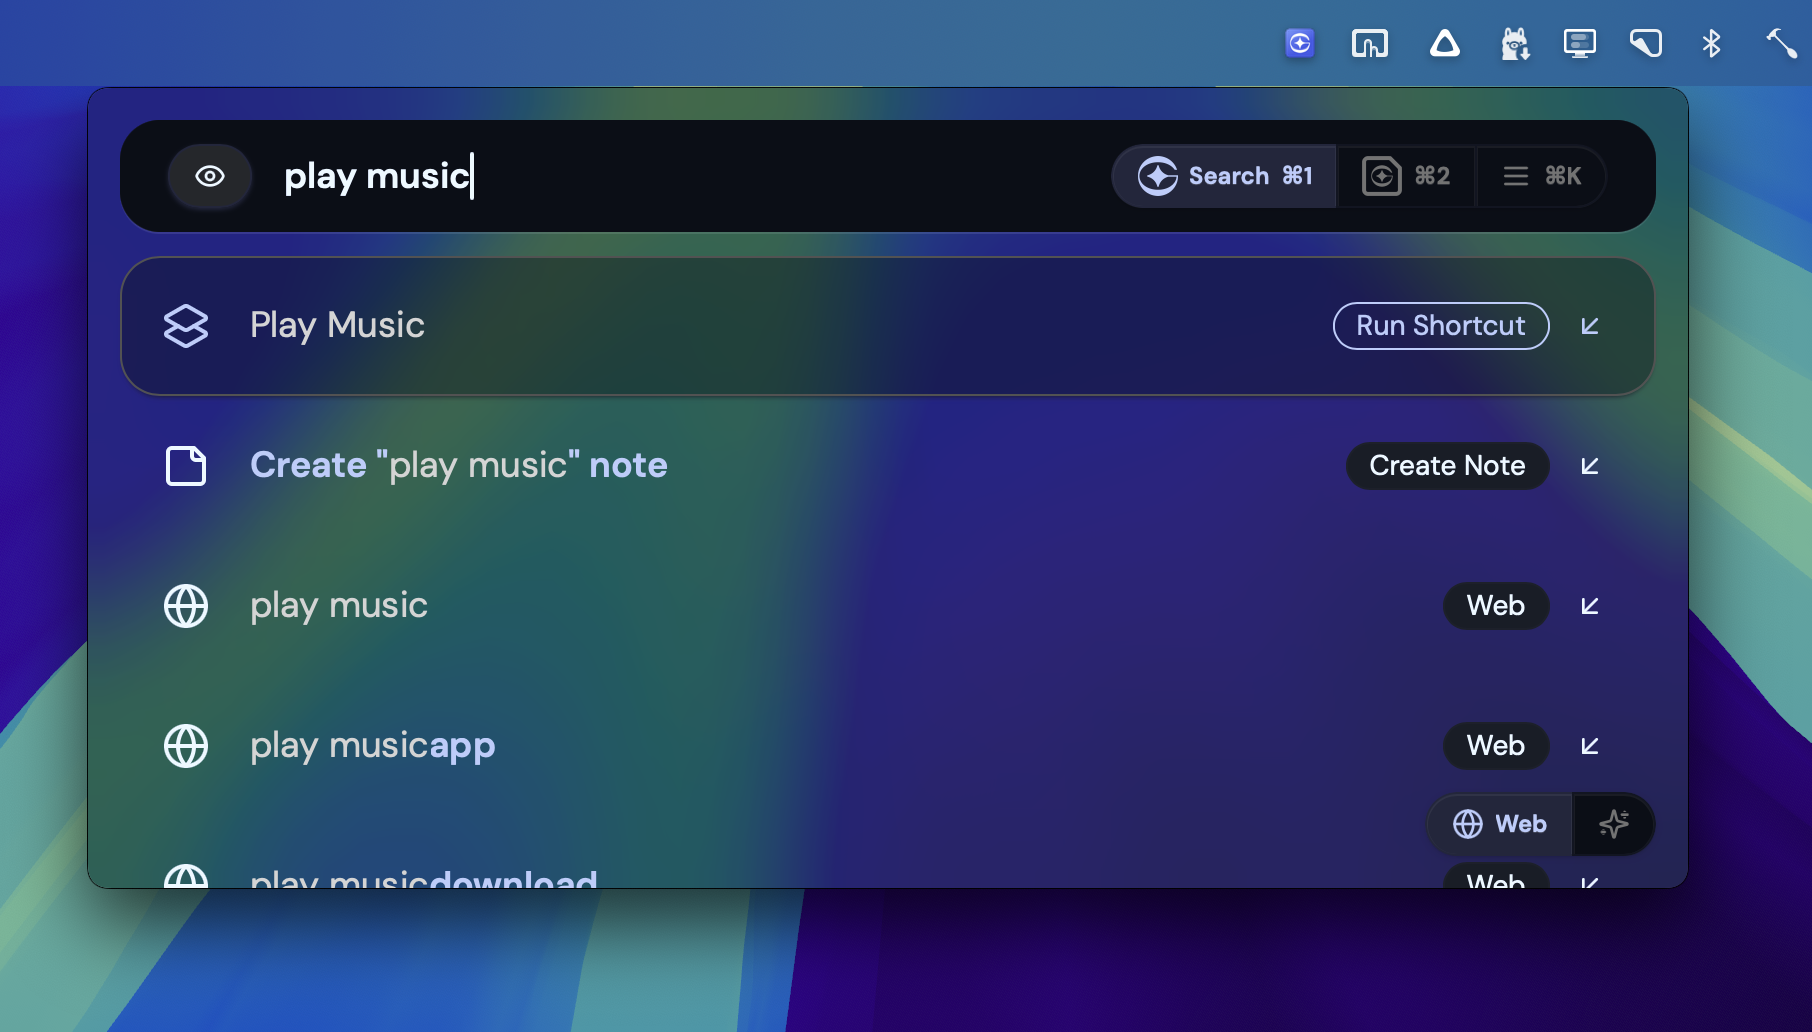 play music
Search ⌘1
⌘2
⌘K
Play Music
Run Shortcut
Create "play music" note
Create Note
play music
Web
play musicapp
Web
Web
play musicdownload
Web